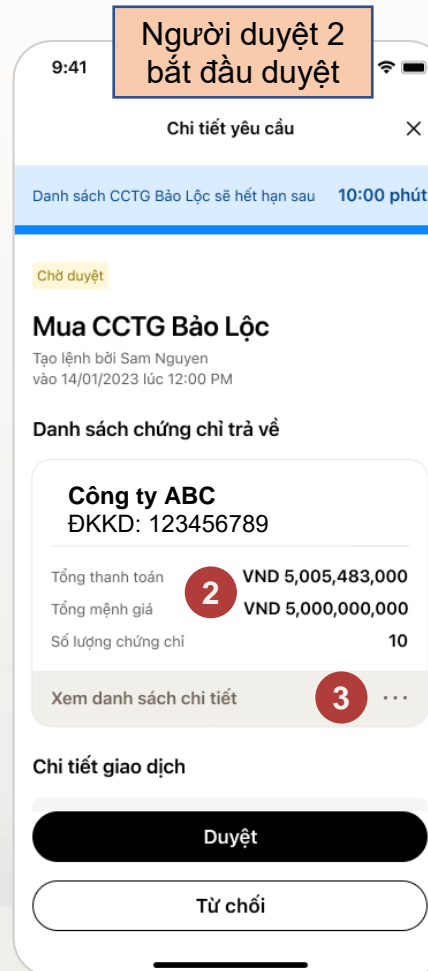 Người duyệt 2
bắt đầu duyệt
9:41
Chi tiết yêu cầu
Danh sách CCTG Bảo Lộc sẽ hết hạn sau 10:00 phút
Chờ duyệt
Mua CCTG Bảo Lộc
Tạo lệnh bởi Sam Nguyen
vào 14/01/2023 lúc 12:00 PM
Danh sách chứng chỉ trả về
Công ty ABC
ĐKKD: 123456789
Tổng thanh toán VND 5,005,483,000
2
Tổng mệnh giá VND 5,000,000,000
Số lượng chứng chỉ 10
Xem danh sách chi tiết 3 ...
Chi tiết giao dịch
Duyệt
Từ chối